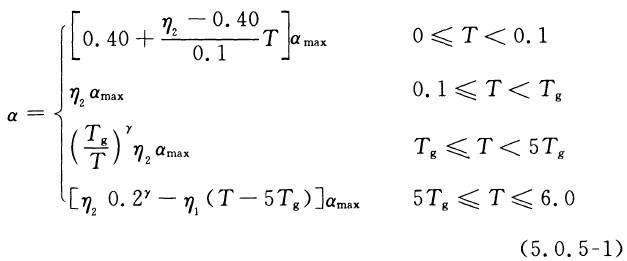 α = { [0.40 + (η₂ − 0.40)/0.1 T] α_max    0 ⩽ T < 0.1
η₂ α_max    0.1 ⩽ T < T_g
(T_g/T)^γ η₂ α_max    T_g ⩽ T < 5T_g
[η₂ 0.2^γ − η₁ (T − 5T_g)] α_max    5T_g ⩽ T ⩽ 6.0
(5.0.5-1)